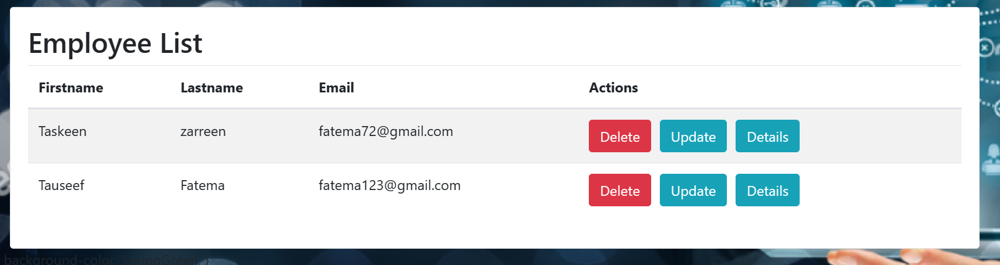 Employee List
Firstname Lastname Email Actions
Taskeen zarreen fatema72@gmail.com Delete Update Details
Tauseef Fatema fatema123@gmail.com Delete Update Details
background-color: SpringGreen; }